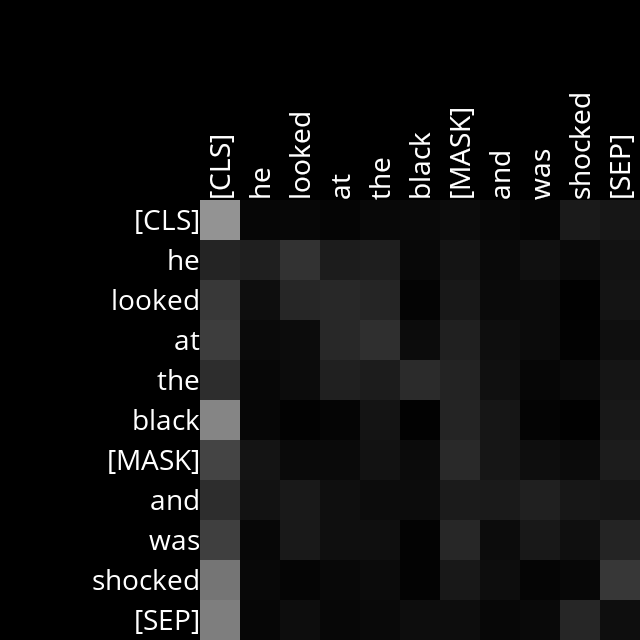 [CLS] he looked at the black [MASK] and was shocked [SEP]
[CLS]
he
looked
at
the
black
[MASK]
and
was
shocked
[SEP]